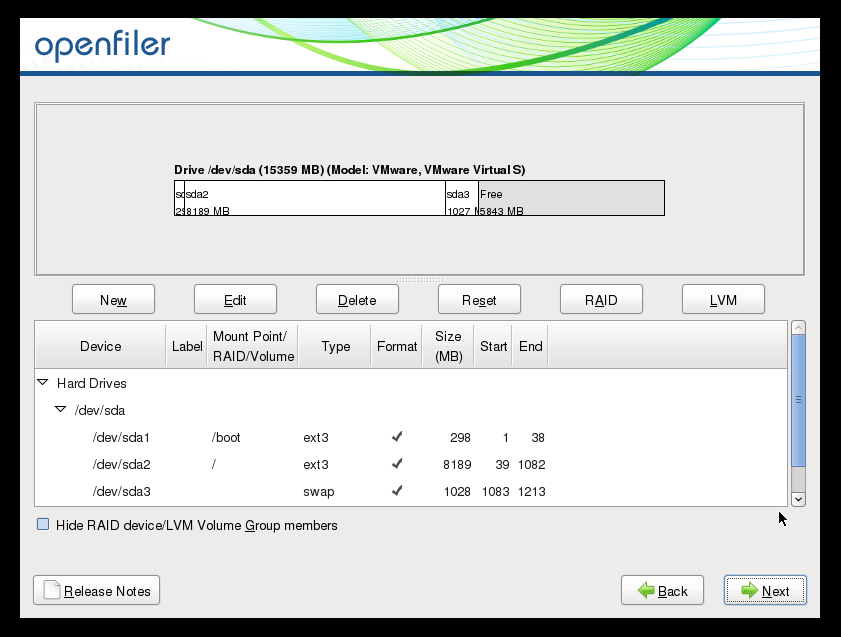 openfiler
Drive /dev/sda (15359 MB) (Model: VMware, VMware Virtual S)
sda2 sda3 Free
8189 MB 1027 5843 MB
New Edit Delete Reset RAID LVM
Device Label Mount Point/ RAID/Volume Type Format Size (MB) Start End
Hard Drives
/dev/sda
/dev/sda1 /boot ext3 298 1 38
/dev/sda2 / ext3 8189 39 1082
/dev/sda3 swap 1028 1083 1213
Hide RAID device/LVM Volume Group members
Release Notes Back Next